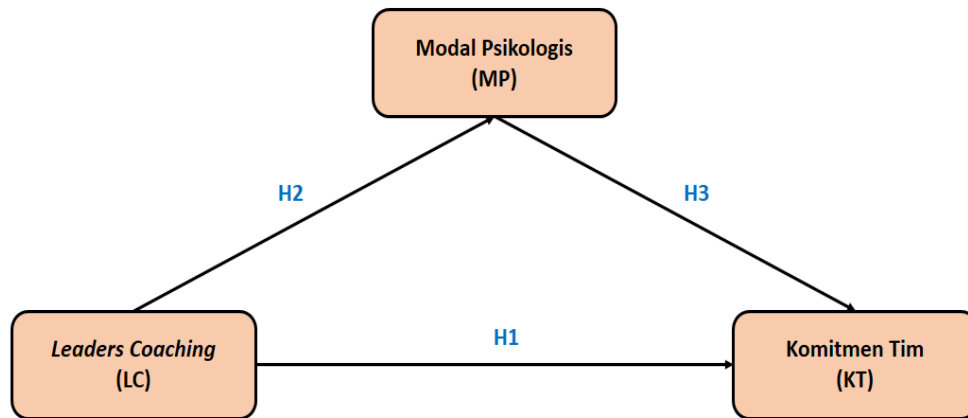 Modal Psikologis
(MP)
H2
H3
Leaders Coaching
(LC)
H1
Komitmen Tim
(KT)